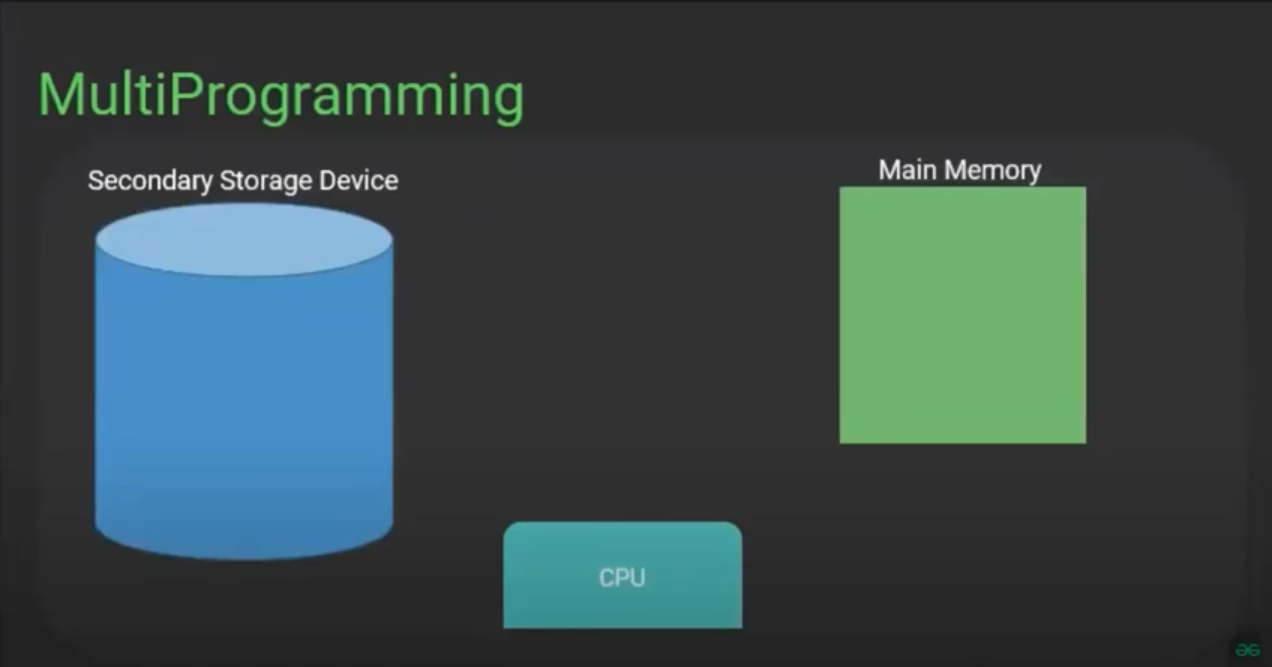 MultiProgramming
Secondary Storage Device
Main Memory
CPU